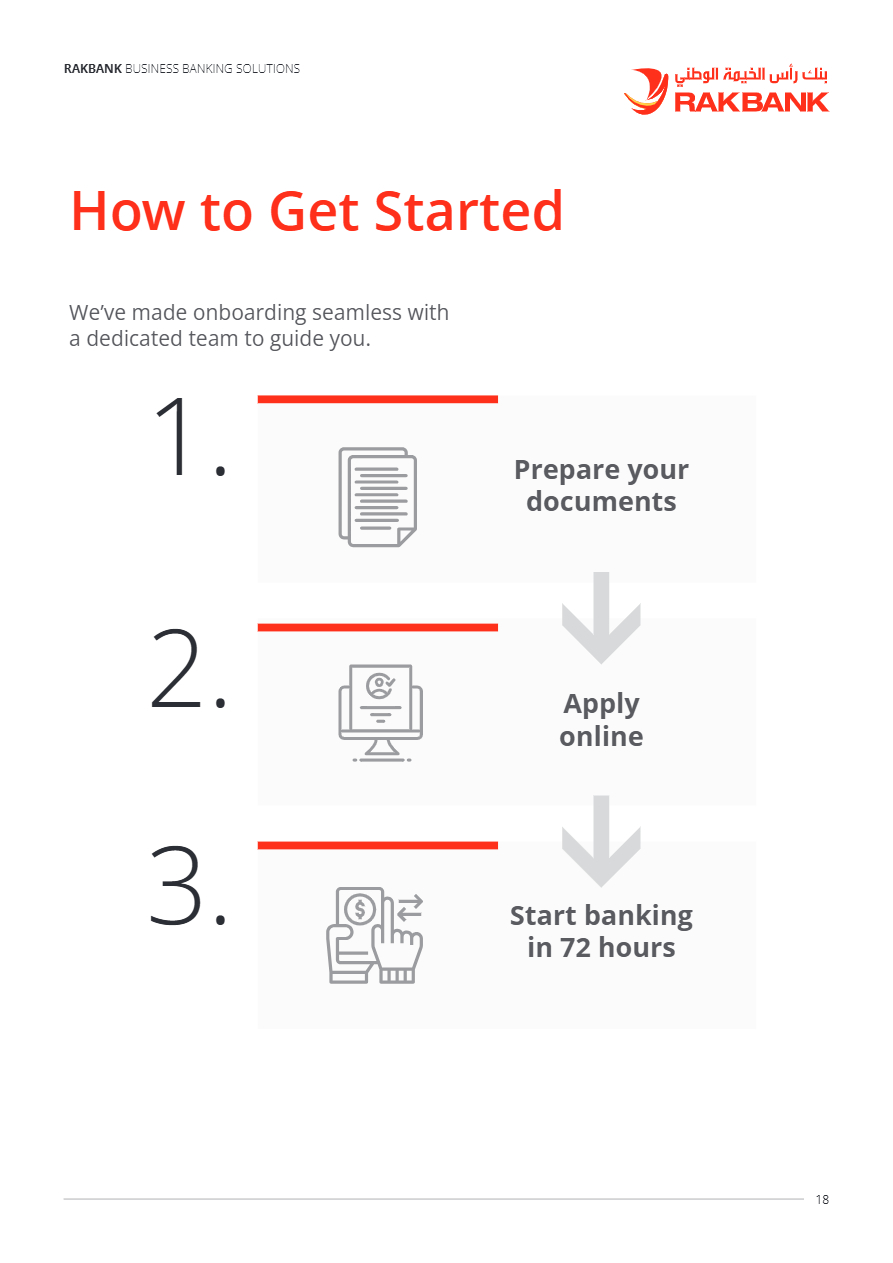 RAKBANK BUSINESS BANKING SOLUTIONS
بنك رأس الخيمة الوطني
RAKBANK
How to Get Started
We’ve made onboarding seamless with
a dedicated team to guide you.
1.
Prepare your
documents
2.
Apply
online
3.
$
Start banking
in 72 hours
18